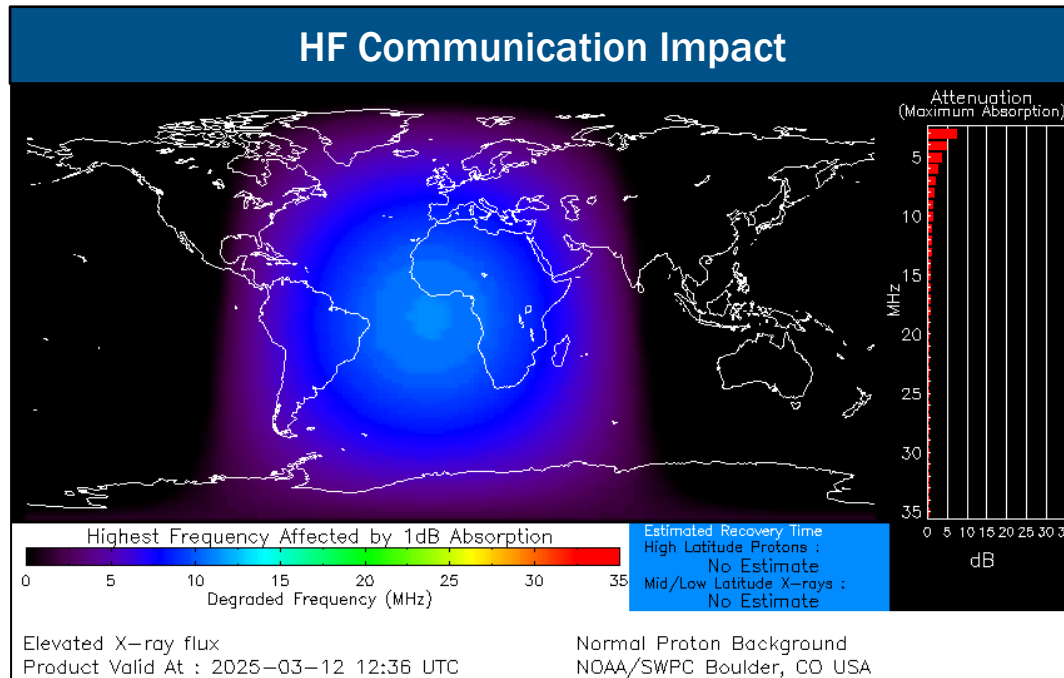 HF Communication Impact
Attenuation
(Maximum Absorption)
5
10
15
20
25
30
35
MHz
0 5 10 15 20 25 30 3
dB
Highest Frequency Affected by 1dB Absorption
0 5 10 15 20 25 30 35
Degraded Frequency (MHz)
Estimated Recovery Time
High Latitude Protons :
No Estimate
Mid/Low Latitude X-rays :
No Estimate
Elevated X-ray flux
Product Valid At : 2025-03-12 12:36 UTC
Normal Proton Background
NOAA/SWPC Boulder, CO USA